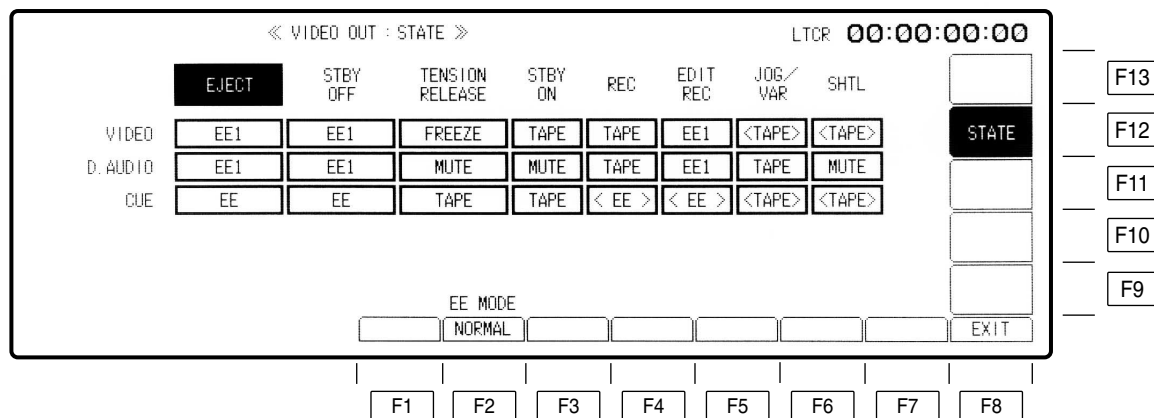 ≪ VIDEO OUT : STATE ≫ LTCR 00:00:00:00
EJECT STBY OFF TENSION RELEASE STBY ON REC EDIT REC JOG/VAR SHTL F13
VIDEO EE1 EE1 FREEZE TAPE TAPE EE1 <TAPE> <TAPE> STATE F12
D.AUDIO EE1 EE1 MUTE MUTE TAPE EE1 TAPE MUTE F11
CUE EE EE TAPE TAPE < EE > < EE > <TAPE> <TAPE>
F10
F9
EE MODE
NORMAL EXIT
F1 F2 F3 F4 F5 F6 F7 F8